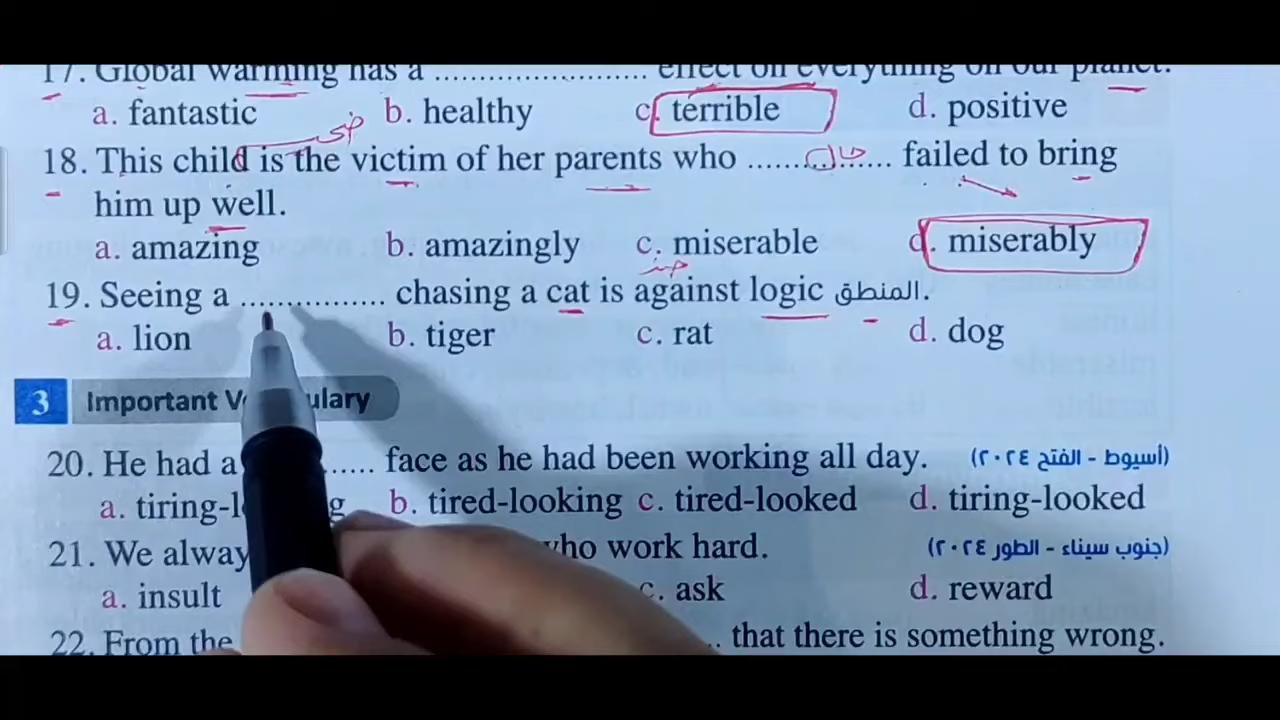 17. Global warming has a ........................ effect on everything on our planet.
a. fantastic b. healthy c. terrible d. positive
ضي
18. This child is the victim of her parents who ................ failed to bring
حال
him up well.
a. amazing b. amazingly c. miserable d. miserably
ضد
19. Seeing a ................ chasing a cat is against logic المنطق.
a. lion b. tiger c. rat d. dog
3 Important Vocabulary
20. He had a ...... face as he had been working all day. (أسيوط - الفتح ٢٠٢٤)
b. tired-looking c. tired-looked d. tiring-looked
21. We who work hard. (جنوب سيناء - الطور ٢٠٢٤)
a. insult c. ask d. reward
22. From the .. that there is something wrong.